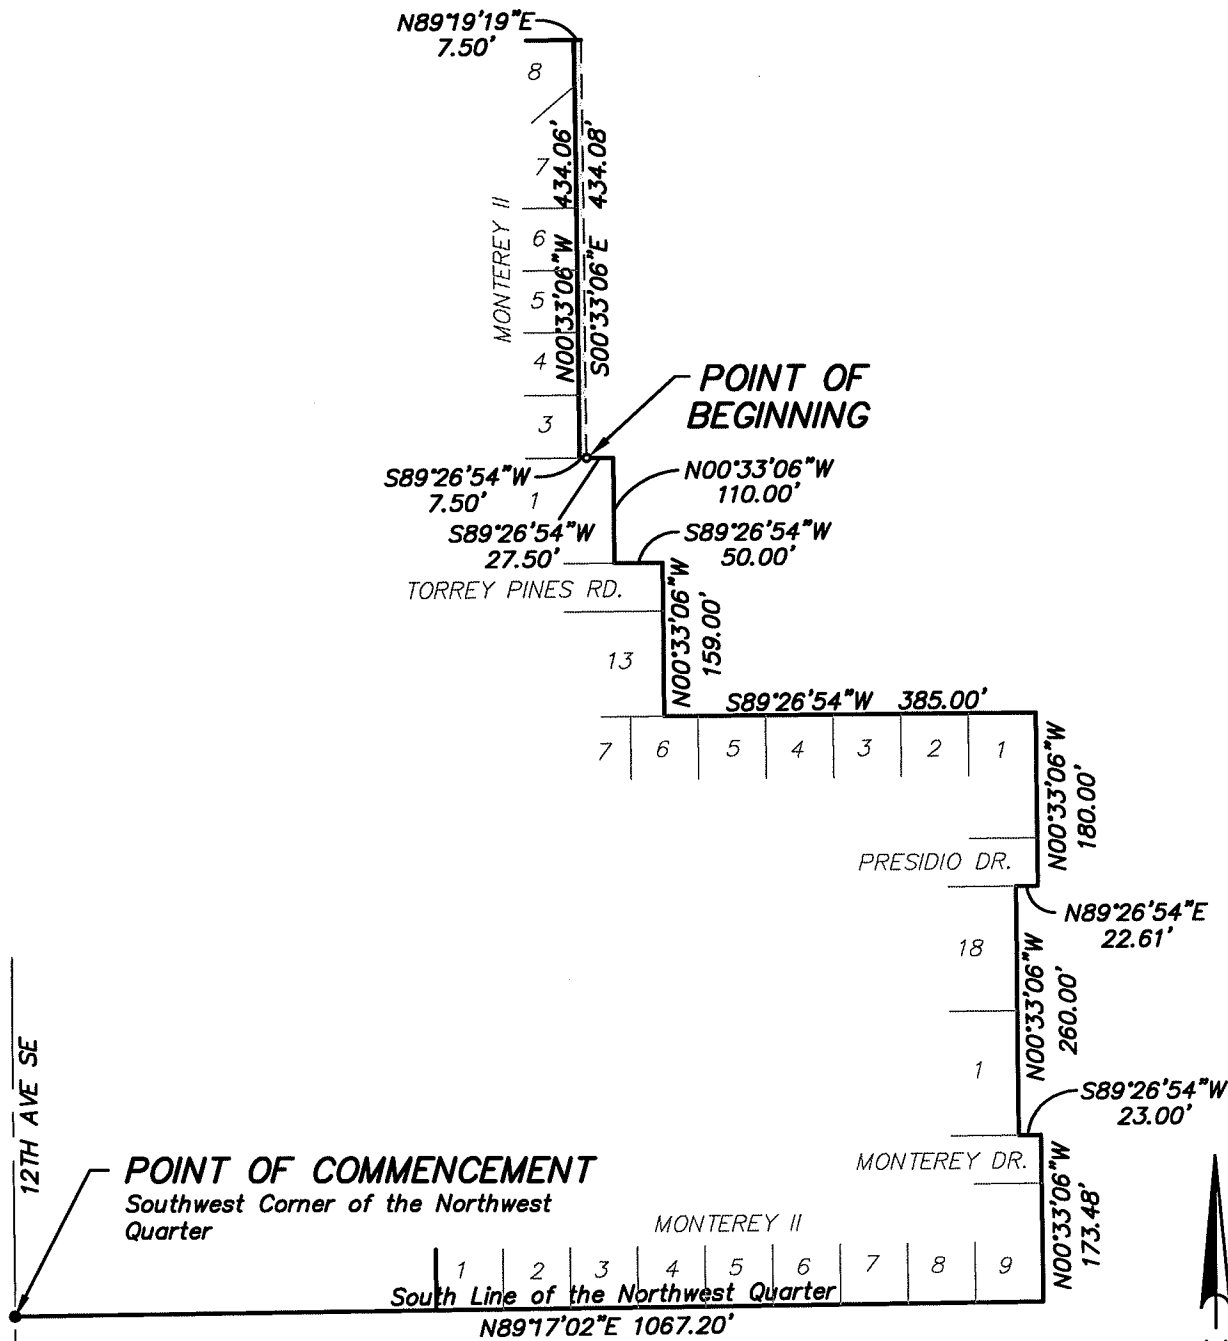 N89°19'19"E
7.50'
8
7
6
5
4
3
1
MONTEREY II
N00°33'06"W 434.06'
S00°33'06"E 434.08'
POINT OF
BEGINNING
S89°26'54"W
7.50'
N00°33'06"W
110.00'
S89°26'54"W
27.50'
S89°26'54"W
50.00'
TORREY PINES RD.
N00°33'06"W
159.00'
13
S89°26'54"W 385.00'
7 6 5 4 3 2 1
N00°33'06"W
180.00'
PRESIDIO DR.
N89°26'54"E
22.61'
18
N00°33'06"W
260.00'
1
S89°26'54"W
23.00'
12TH AVE SE
POINT OF COMMENCEMENT
Southwest Corner of the Northwest
Quarter
MONTEREY DR.
N00°33'06"W
173.48'
MONTEREY II
1 2 3 4 5 6 7 8 9
South Line of the Northwest Quarter
N89°17'02"E 1067.20'